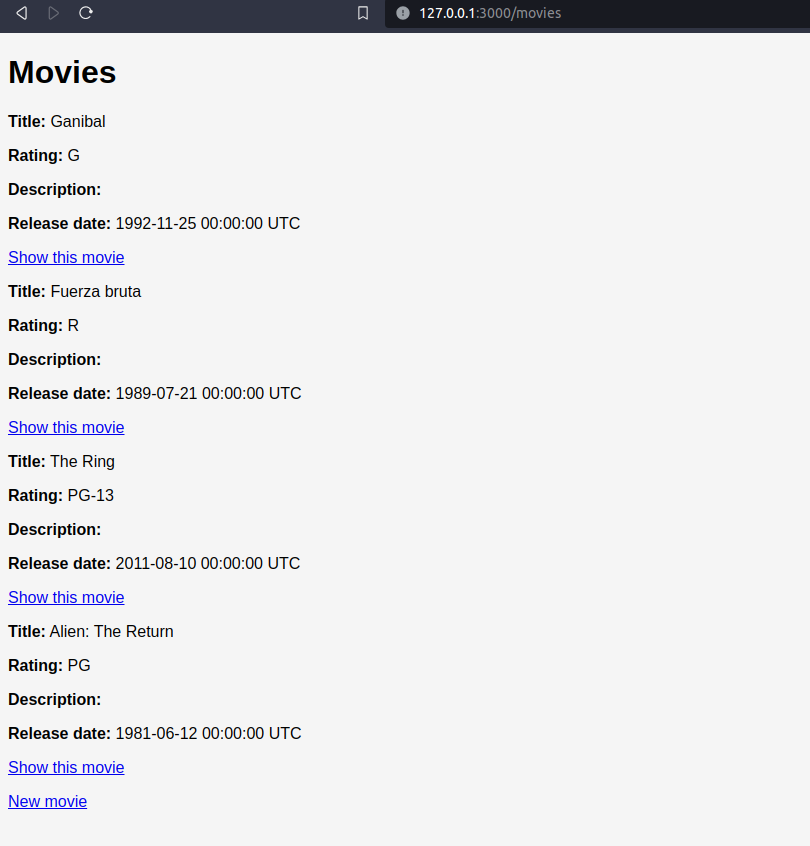 127.0.0.1:3000/movies
Movies
Title: Ganibal
Rating: G
Description:
Release date: 1992-11-25 00:00:00 UTC
Show this movie
Title: Fuerza bruta
Rating: R
Description:
Release date: 1989-07-21 00:00:00 UTC
Show this movie
Title: The Ring
Rating: PG-13
Description:
Release date: 2011-08-10 00:00:00 UTC
Show this movie
Title: Alien: The Return
Rating: PG
Description:
Release date: 1981-06-12 00:00:00 UTC
Show this movie
New movie